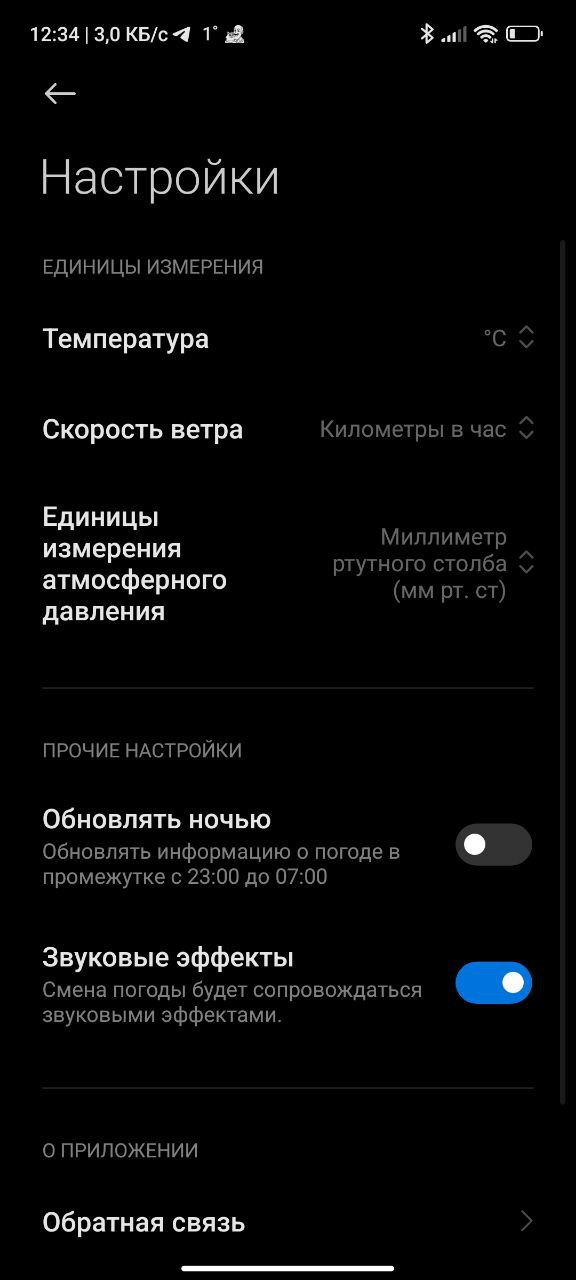 12:34 | 3,0 КБ/с 1°
Настройки
ЕДИНИЦЫ ИЗМЕРЕНИЯ
Температура °C
Скорость ветра Километры в час
Единицы
измерения
атмосферного
давления
Миллиметр
ртутного столба
(мм рт. ст)
ПРОЧИЕ НАСТРОЙКИ
Обновлять ночью
Обновлять информацию о погоде в
промежутке с 23:00 до 07:00
Звуковые эффекты
Смена погоды будет сопровождаться
звуковыми эффектами.
О ПРИЛОЖЕНИИ
Обратная связь